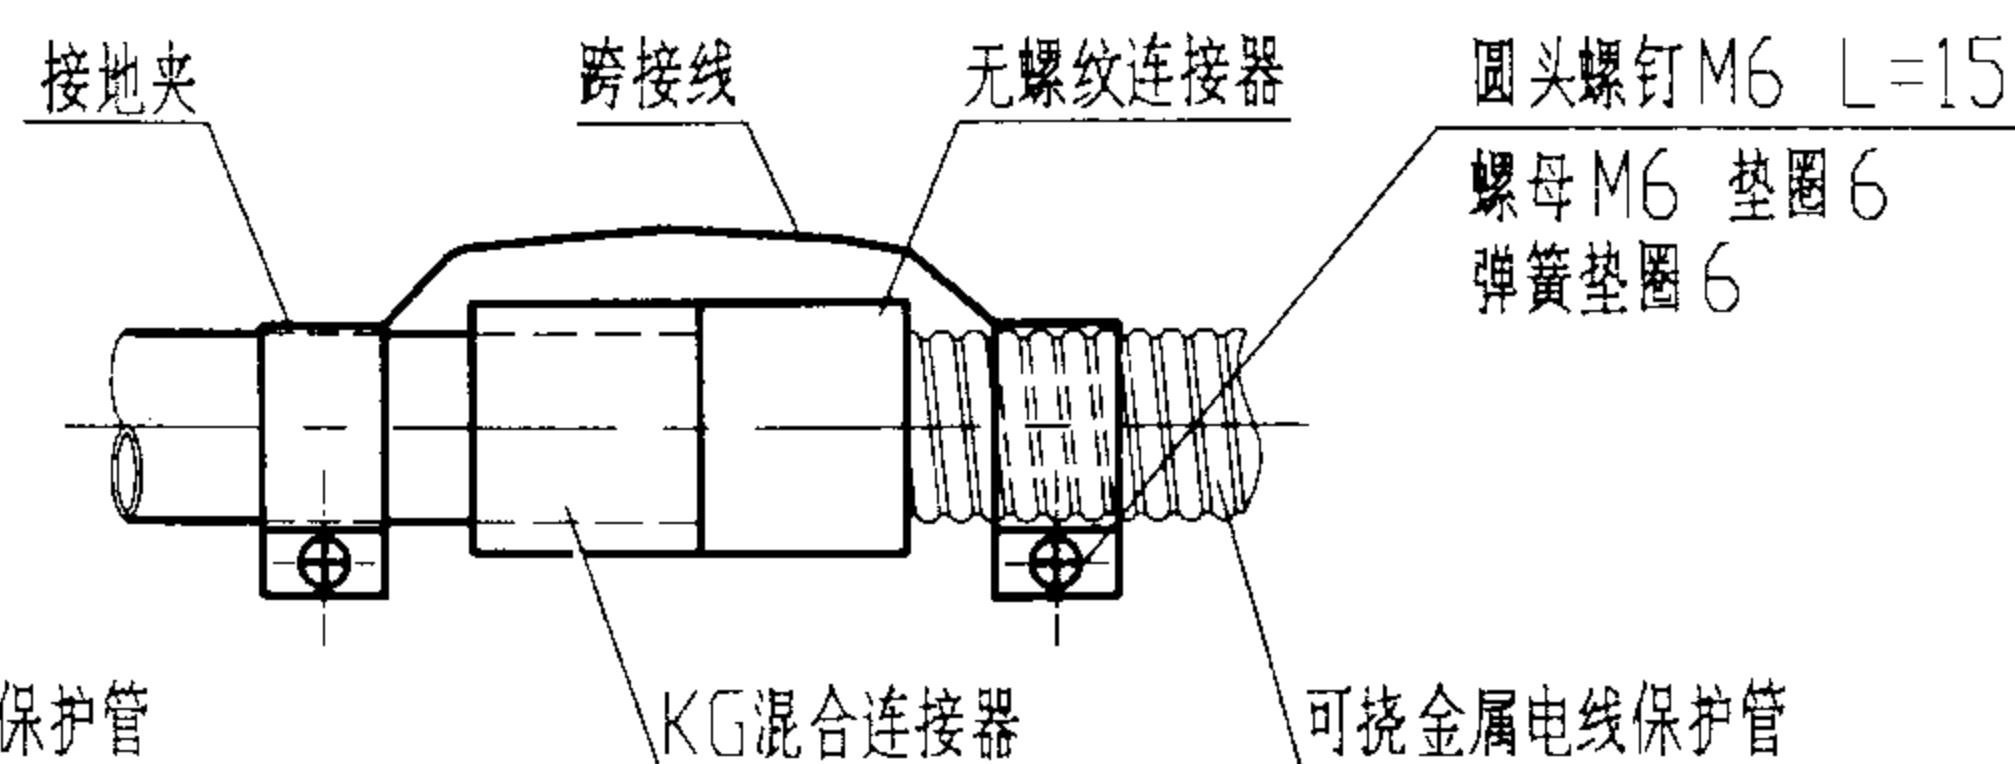 接地夹
跨接线
无螺纹连接器
圆头螺钉M6 L=15
螺母M6 垫圈6
弹簧垫圈6
保护管
KG混合连接器
可挠金属电线保护管